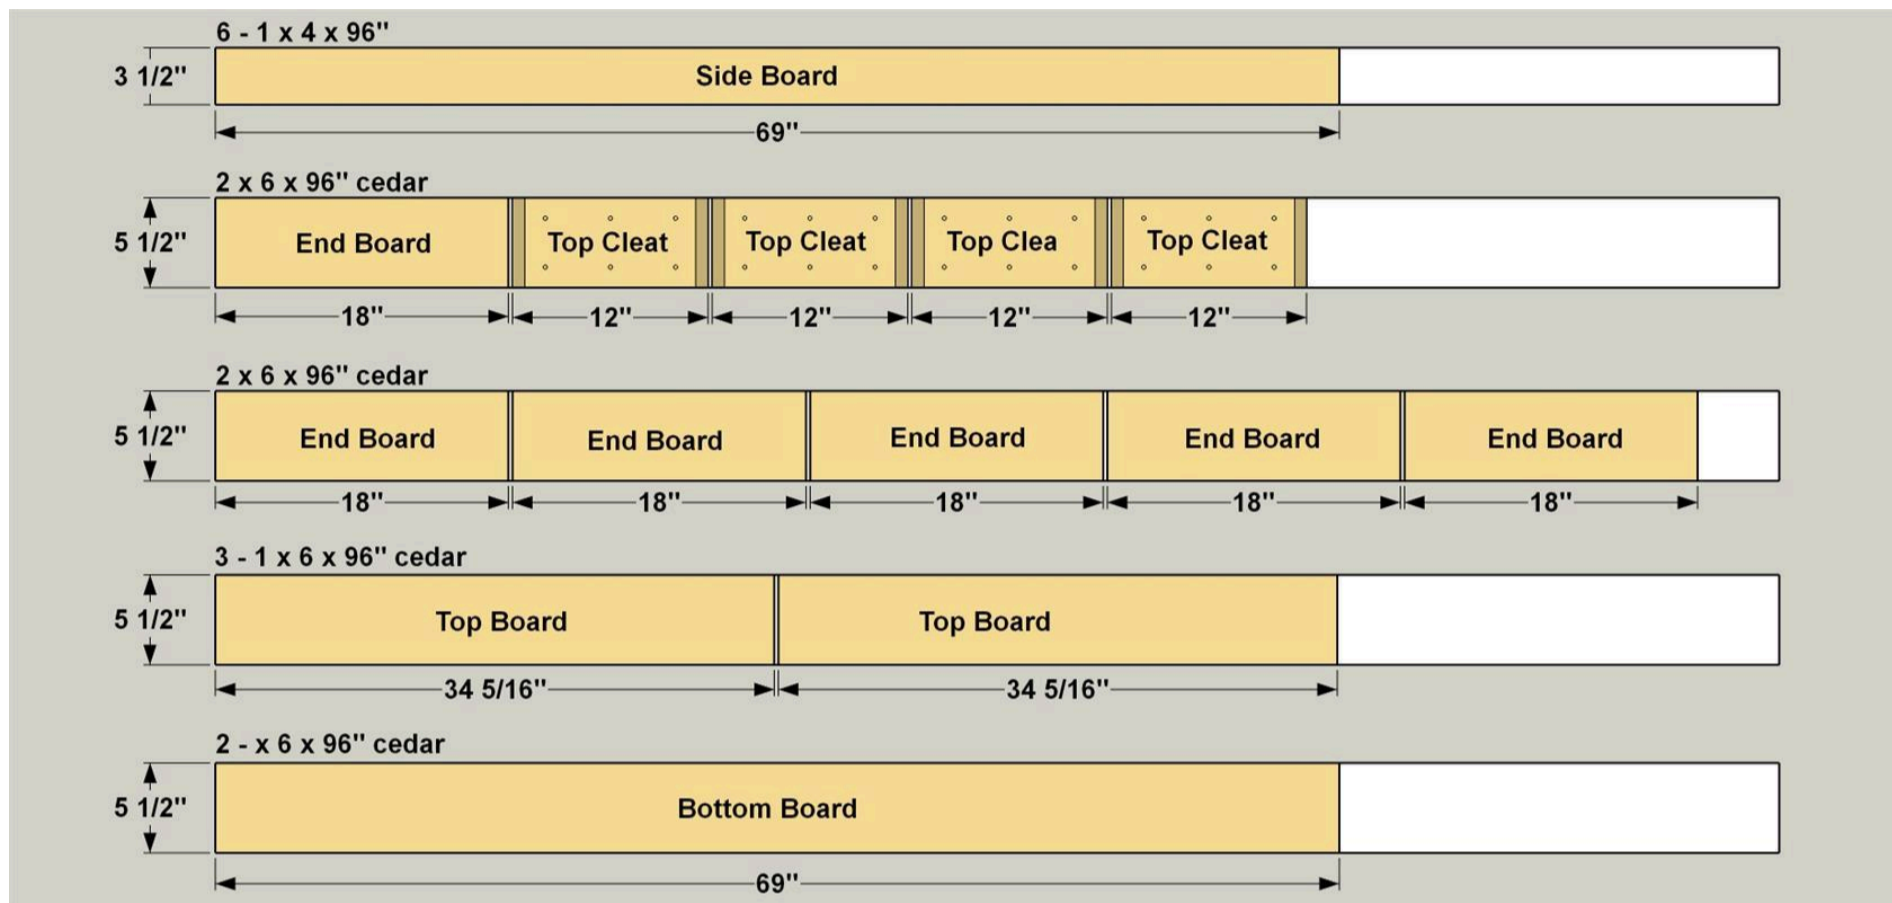 6 - 1 x 4 x 96"
3 1/2"
Side Board
69"
2 x 6 x 96" cedar
5 1/2"
End Board
Top Cleat
Top Cleat
Top Clea
Top Cleat
18"
12"
12"
12"
12"
2 x 6 x 96" cedar
5 1/2"
End Board
End Board
End Board
End Board
End Board
18"
18"
18"
18"
18"
3 - 1 x 6 x 96" cedar
5 1/2"
Top Board
Top Board
34 5/16"
34 5/16"
2 - x 6 x 96" cedar
5 1/2"
Bottom Board
69"